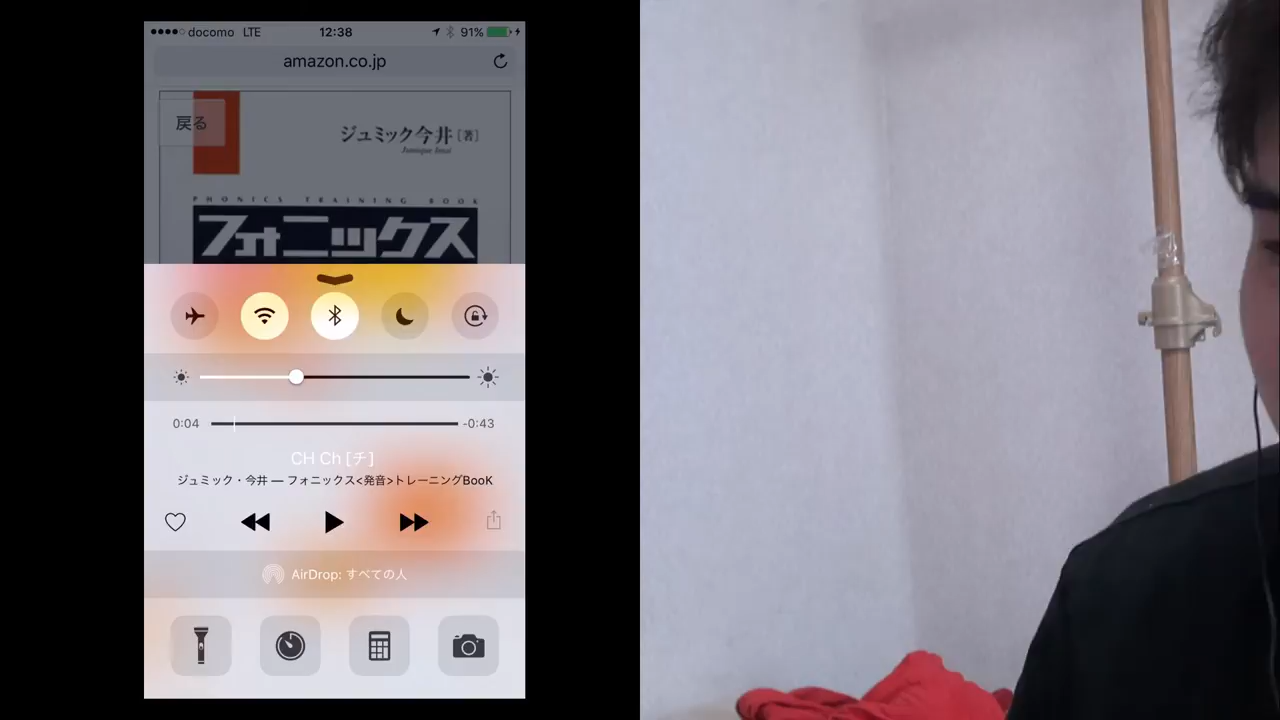 docomo LTE 12:38 91%
amazon.co.jp
戻る
ジュミック今井[著]
Jumique Imai
PHONICS TRAINING BOOK
フォニックス
0:04 -0:43
CH Ch [チ]
ジュミック・今井 — フォニックス<発音>トレーニングBooK
AirDrop: すべての人